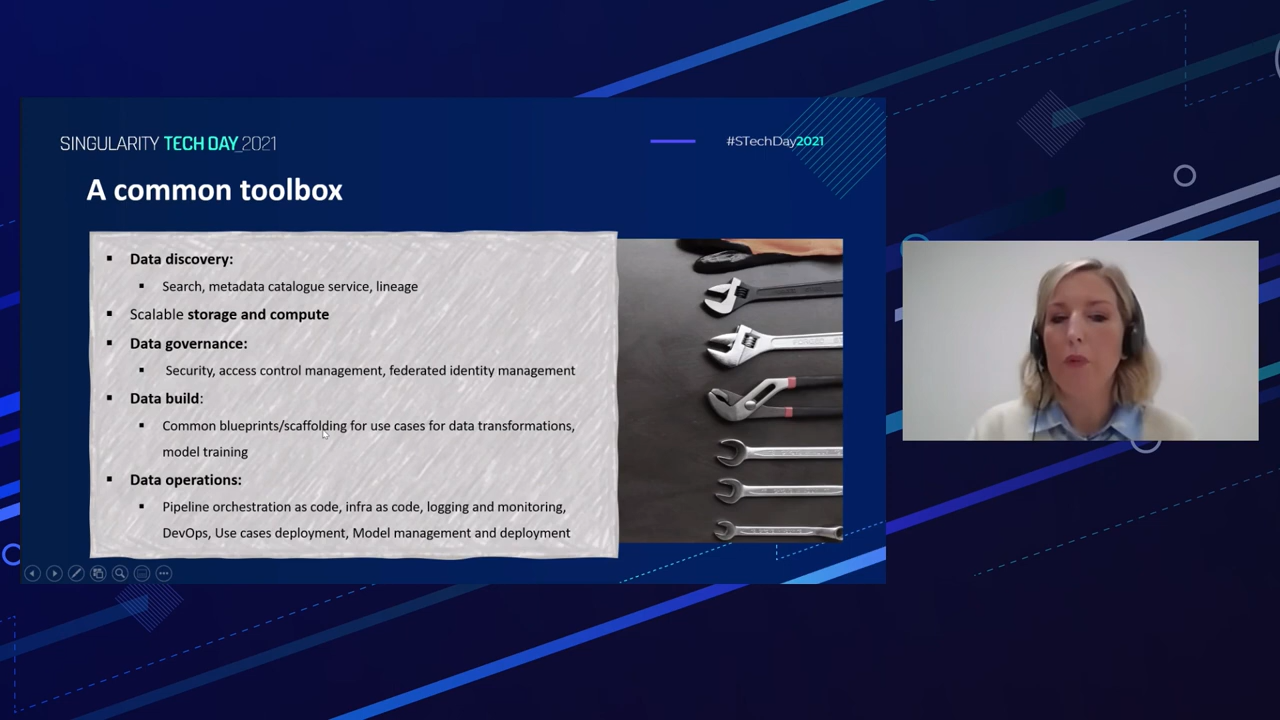 SINGULARITY TECH DAY_2021
#STechDay2021
A common toolbox
Data discovery:
Search, metadata catalogue service, lineage
Scalable storage and compute
Data governance:
Security, access control management, federated identity management
Data build:
Common blueprints/scaffolding for use cases for data transformations,
model training
Data operations:
Pipeline orchestration as code, infra as code, logging and monitoring,
DevOps, Use cases deployment, Model management and deployment